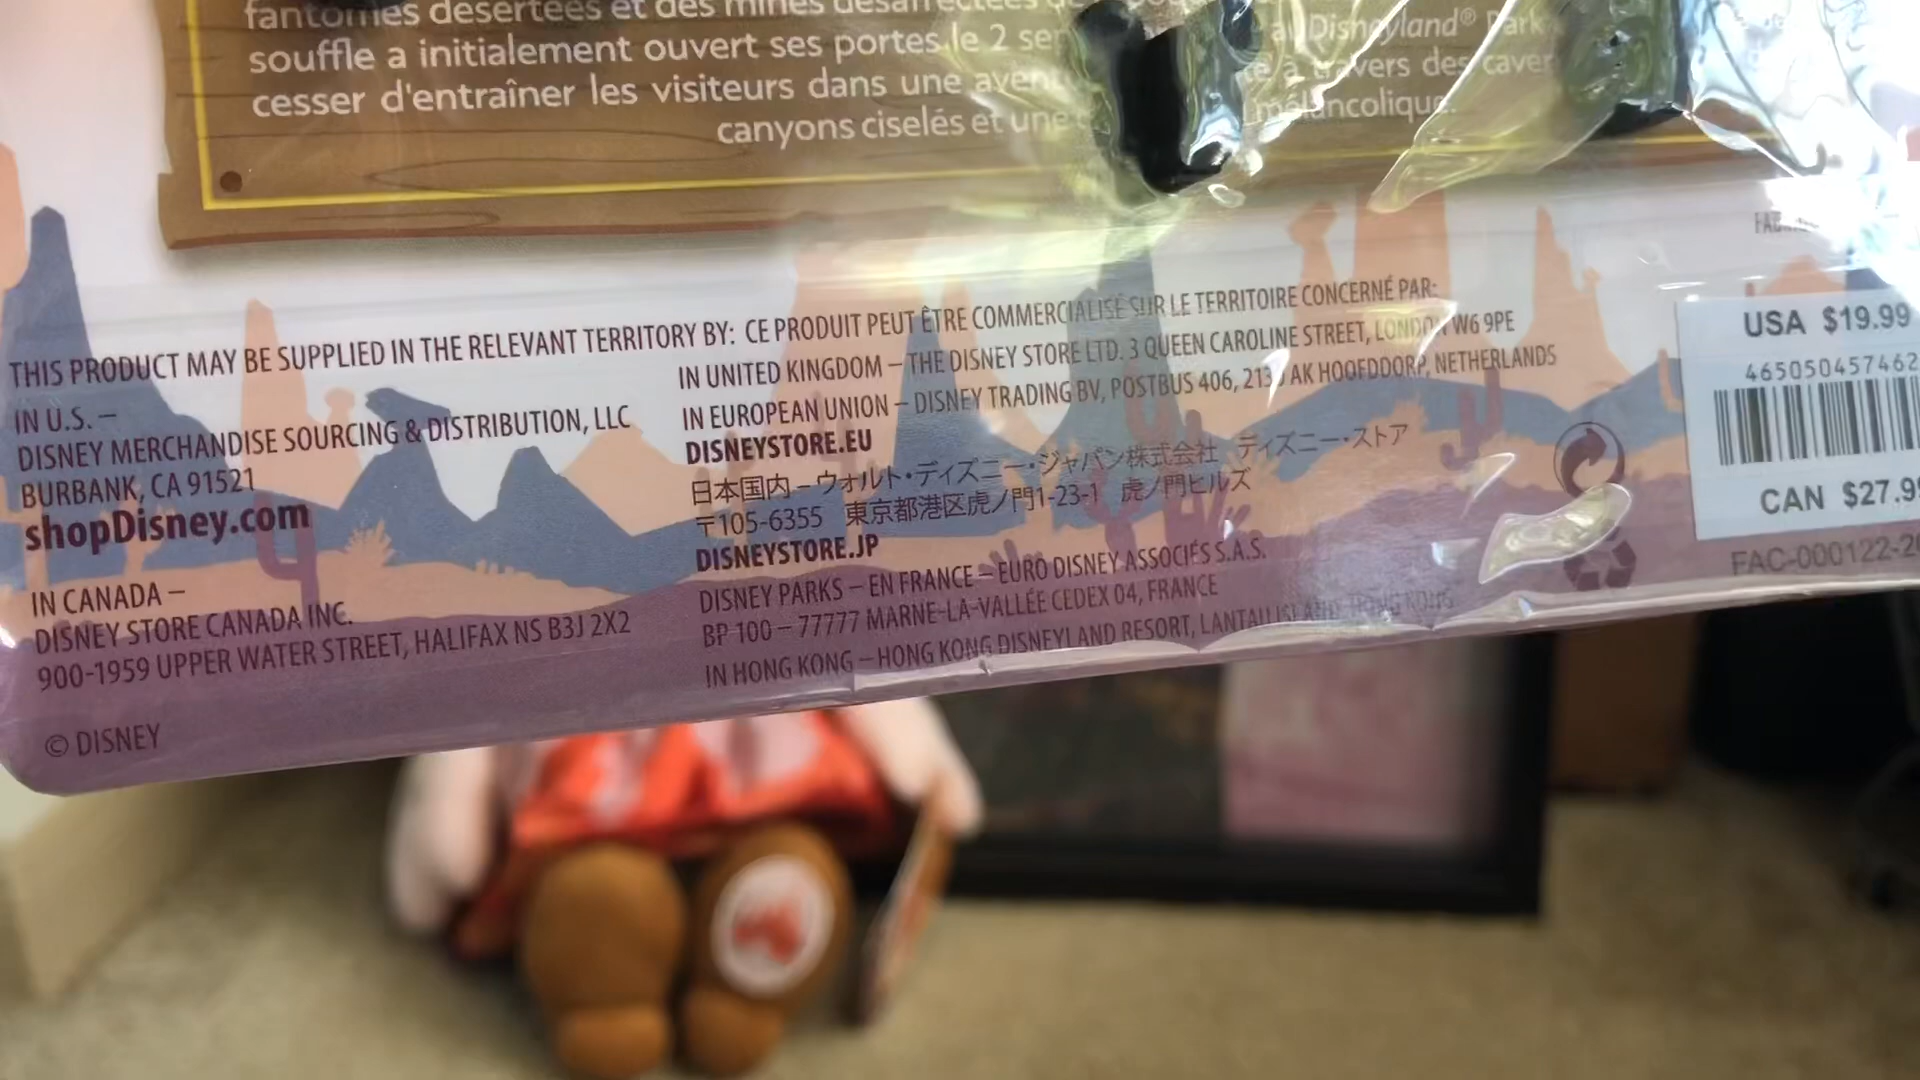 fantômes désertées et des mines désaffectées de
souffle a initialement ouvert ses portes le 2 sep au Disneyland® Park
cesser d'entraîner les visiteurs dans une aven à travers des caver
canyons ciselés et une mélancolique.
THIS PRODUCT MAY BE SUPPLIED IN THE RELEVANT TERRITORY BY: CE PRODUIT PEUT ÊTRE COMMERCIALISÉ SUR LE TERRITOIRE CONCERNÉ PAR:
IN U.S. –
DISNEY MERCHANDISE SOURCING & DISTRIBUTION, LLC
BURBANK, CA 91521
shopDisney.com
IN CANADA –
DISNEY STORE CANADA INC.
900-1959 UPPER WATER STREET, HALIFAX NS B3J 2X2
© DISNEY
IN UNITED KINGDOM – THE DISNEY STORE LTD. 3 QUEEN CAROLINE STREET, LONDON W6 9PE
IN EUROPEAN UNION – DISNEY TRADING BV, POSTBUS 406, 2130 AK HOOFDDORP, NETHERLANDS
DISNEYSTORE.EU
日本国内 – ウォルト・ディズニー・ジャパン株式会社 ディズニー・ストア
〒105-6355 東京都港区虎ノ門1-23-1 虎ノ門ヒルズ
DISNEYSTORE.JP
DISNEY PARKS – EN FRANCE – EURO DISNEY ASSOCIÉS S.A.S.
BP 100 – 77777 MARNE-LA-VALLÉE CEDEX 04, FRANCE
IN HONG KONG – HONG KONG DISNEYLAND RESORT, LANTAU ISLAND, HONG KONG
USA $19.99
465050457462
CAN $27.99
FAC-000122-20